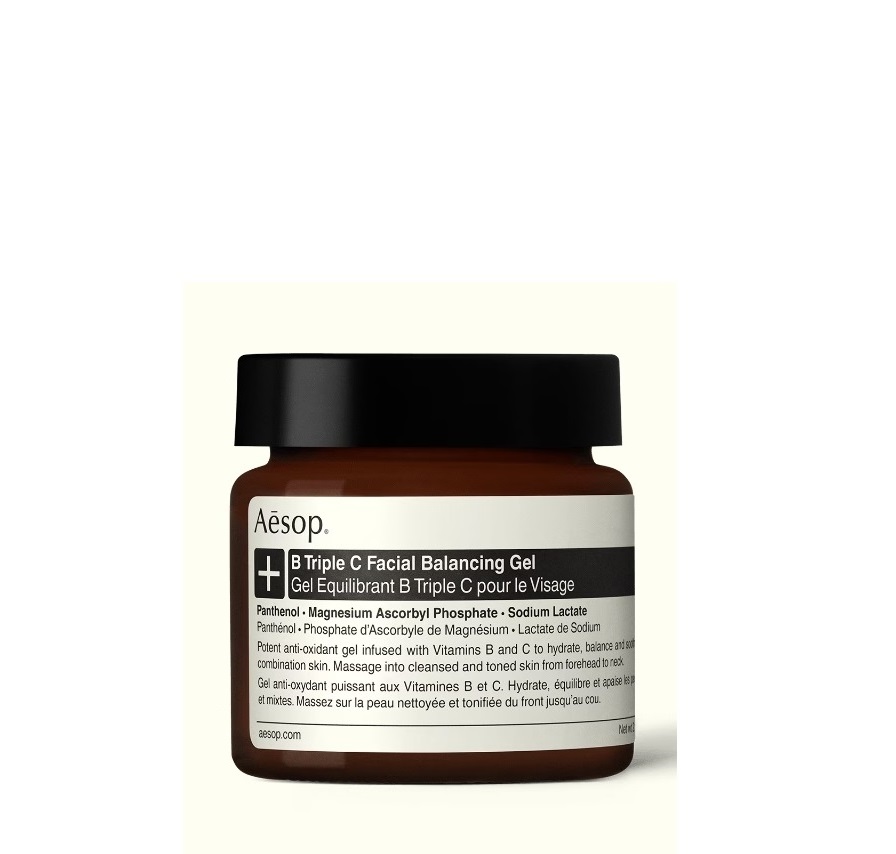 Aēsop®
B Triple C Facial Balancing Gel
Gel Equilibrant B Triple C pour le Visage
Panthenol • Magnesium Ascorbyl Phosphate • Sodium Lactate
Panthénol • Phosphate d'Ascorbyle de Magnésium • Lactate de Sodium
Potent anti-oxidant gel infused with Vitamins B and C to hydrate, balance and
combination skin. Massage into cleansed and toned skin from forehead to neck.
Gel anti-oxydant puissant aux Vitamines B et C. Hydrate, équilibre et apaise les
et mixtes. Massez sur la peau nettoyée et tonifiée du front jusqu'au cou.
aesop.com
Net